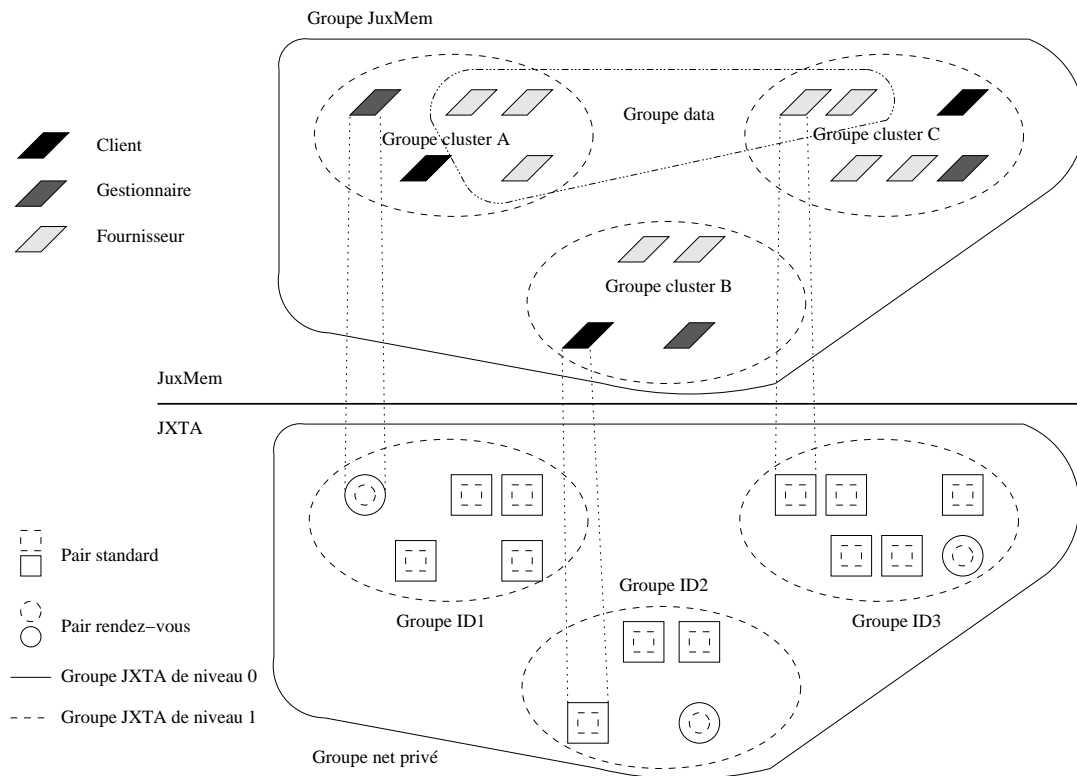 Groupe JuxMem
Groupe data
Groupe cluster A
Groupe cluster C
Client
Gestionnaire
Fournisseur
Groupe cluster B
JuxMem
JXTA
Pair standard
Groupe ID2
Groupe ID1
Groupe ID3
Pair rendez−vous
Groupe JXTA de niveau 0
Groupe JXTA de niveau 1
Groupe net privé